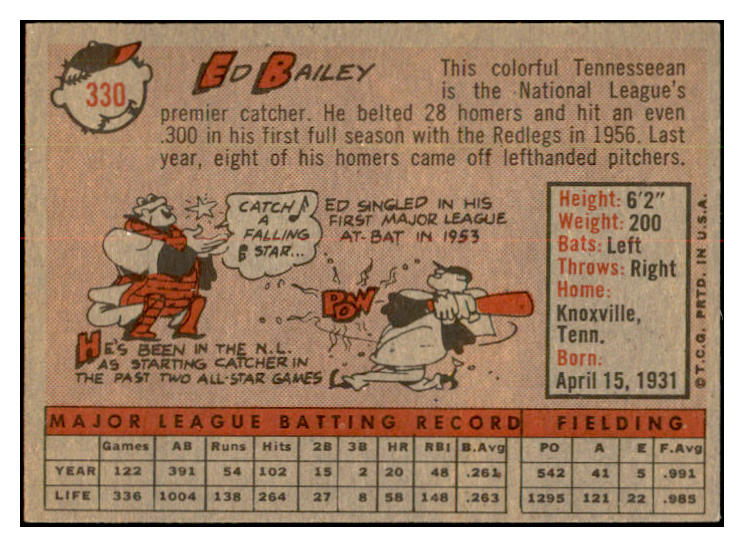 330
ED BAILEY
This colorful Tennesseean
is the National League's
premier catcher. He belted 28 homers and hit an even
.300 in his first full season with the Redlegs in 1956. Last
year, eight of his homers came off lefthanded pitchers.
CATCH
A
FALLING
STAR...
ED SINGLED IN HIS
FIRST MAJOR LEAGUE
AT-BAT IN 1953
POW
HE'S BEEN IN THE N.L.
AS STARTING CATCHER IN
THE PAST TWO ALL-STAR GAMES
Height: 6'2"
Weight: 200
Bats: Left
Throws: Right
Home:
Knoxville,
Tenn.
Born:
April 15, 1931
©T.C.G. PRTD. IN U.S.A.
MAJOR LEAGUE BATTING RECORD FIELDING
Games AB Runs Hits 2B 3B HR RBI B.Avg PO A E F.Avg
YEAR 122 391 54 102 15 2 20 48 .261 542 41 5 .991
LIFE 336 1004 138 264 27 8 58 148 .263 1295 121 22 .985